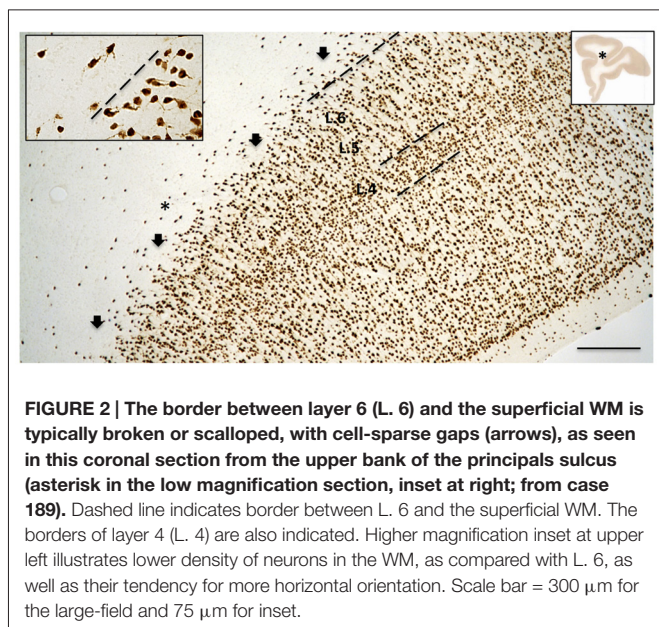 *
L.6
L.5
L.4
*
FIGURE 2 | The border between layer 6 (L. 6) and the superficial WM is
typically broken or scalloped, with cell-sparse gaps (arrows), as seen
in this coronal section from the upper bank of the principals sulcus
(asterisk in the low magnification section, inset at right; from case
189). Dashed line indicates border between L. 6 and the superficial WM. The
borders of layer 4 (L. 4) are also indicated. Higher magnification inset at upper
left illustrates lower density of neurons in the WM, as compared with L. 6, as
well as their tendency for more horizontal orientation. Scale bar = 300 μm for
the large-field and 75 μm for inset.